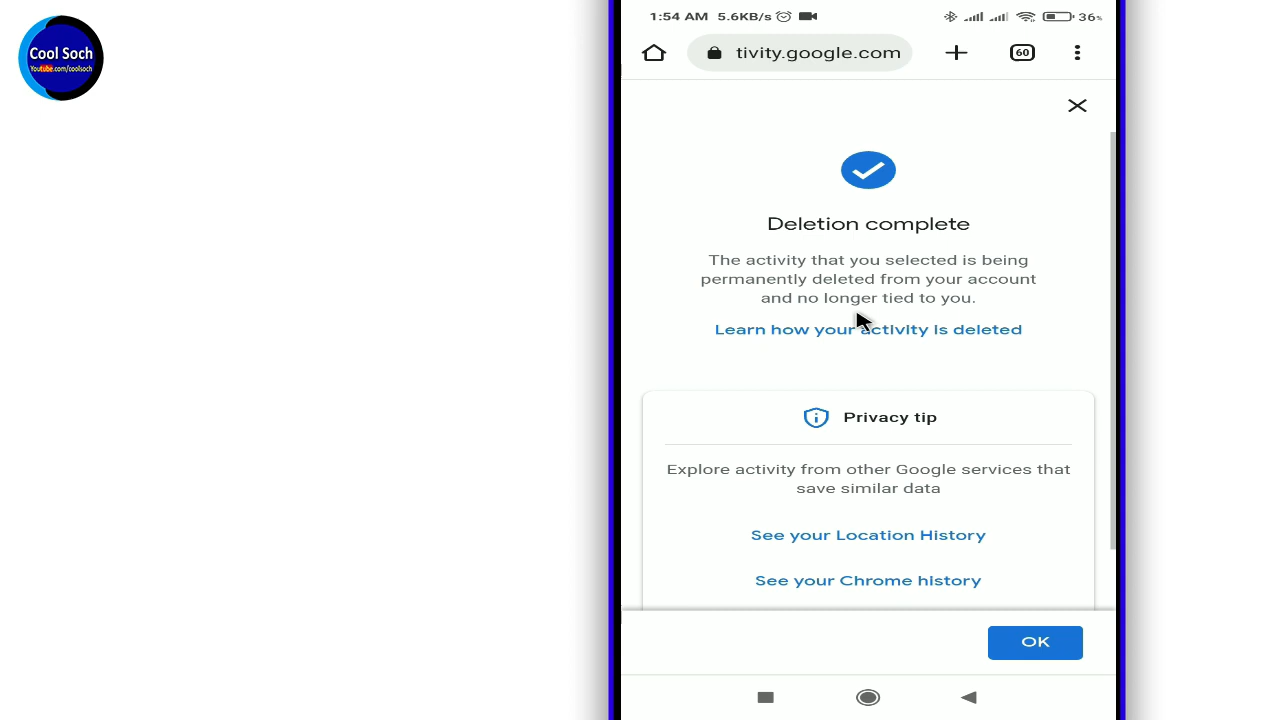 Cool Soch
Youtube.com/coolsoch
1:54 AM 5.6KB/s 36%
tivity.google.com 60
Deletion complete
The activity that you selected is being
permanently deleted from your account
and no longer tied to you.
Learn how your activity is deleted
Privacy tip
Explore activity from other Google services that
save similar data
See your Location History
See your Chrome history
OK